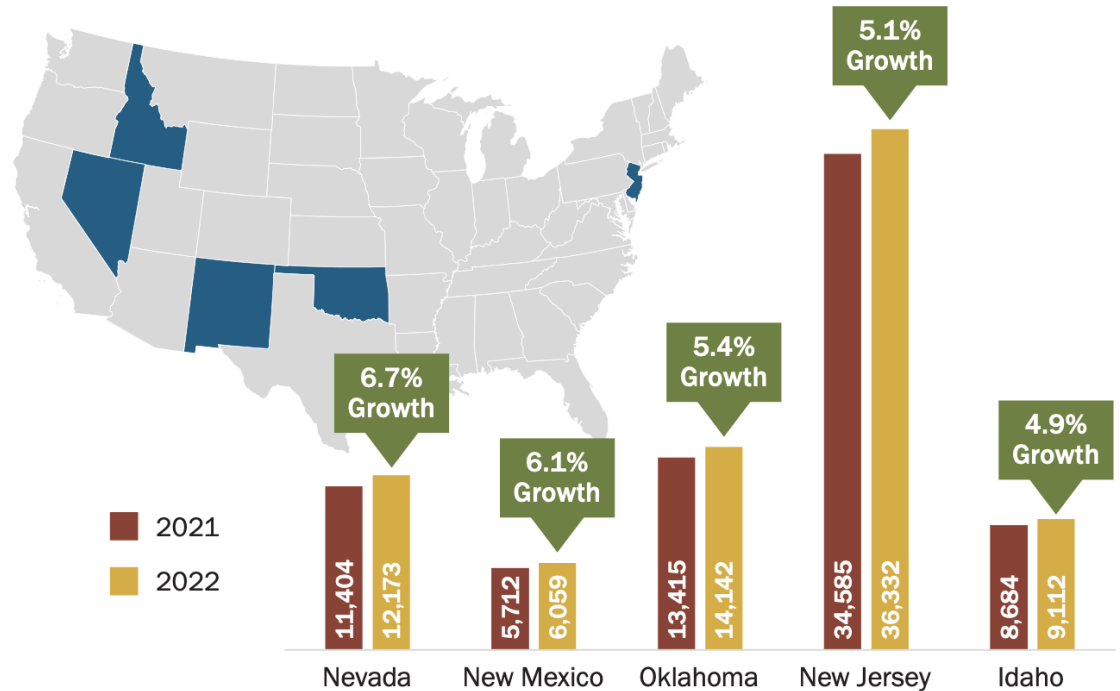 5.1%
Growth
5.4%
Growth
6.7%
Growth
4.9%
Growth
6.1%
Growth
2021
2022
11,404
12,173
5,712
6,059
13,415
14,142
34,585
36,332
8,684
9,112
Nevada
New Mexico
Oklahoma
New Jersey
Idaho